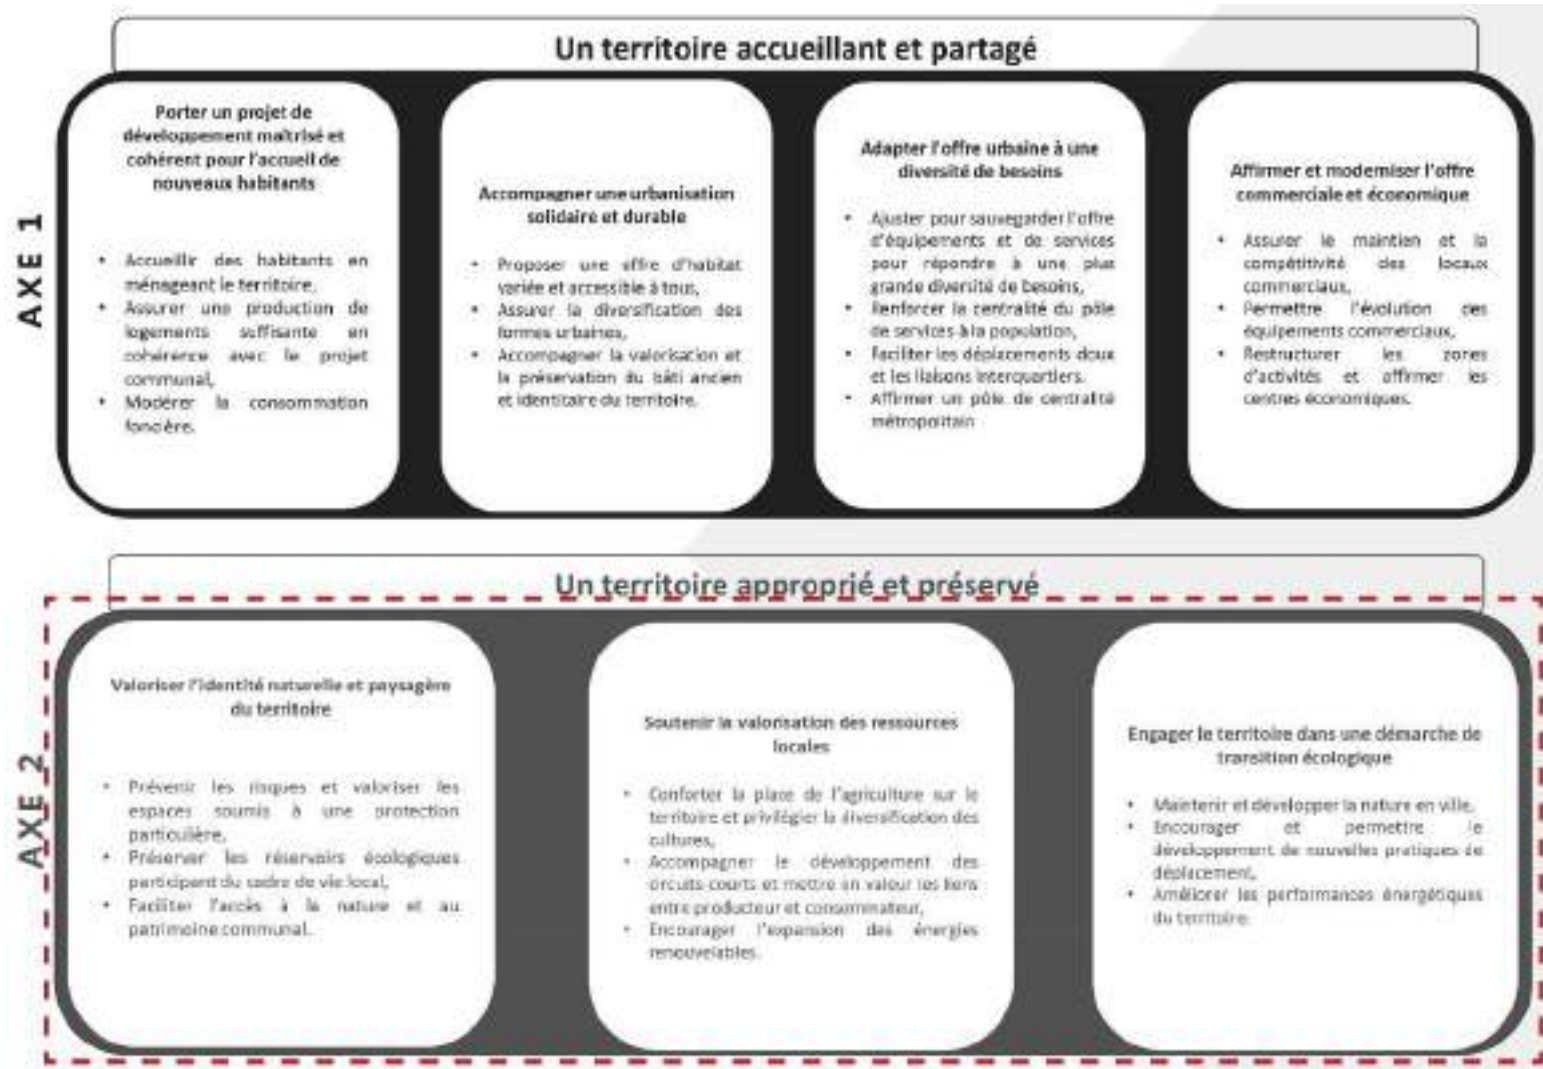 Un territoire accueillant et partagé
AXE 1
Porter un projet de
développement maîtrisé et
cohérent pour l'accueil de
nouveaux habitants
• Accueillir des habitants en
ménageant le territoire,
• Assurer une production de
logements suffisante en
cohérence avec le projet
communal,
• Modérer la consommation
foncière.
Accompagner une urbanisation
solidaire et durable
• Proposer une offre d'habitat
variée et accessible à tous,
• Assurer la diversification des
formes urbaines,
• Accompagner la valorisation et
la préservation du bâti ancien
et identitaire du territoire.
Adapter l'offre urbaine à une
diversité de besoins
• Ajuster pour sauvegarder l'offre
d'équipements et de services
pour répondre à une plus
grande diversité de besoins,
• Renforcer la centralité du pôle
de services à la population,
• Faciliter les déplacements doux
et les liaisons interquartiers.
• Affirmer un pôle de centralité
métropolitain
Affirmer et moderniser l'offre
commerciale et économique
• Assurer le maintien et la
compétitivité des locaux
commerciaux,
• Permettre l'évolution des
équipements commerciaux,
• Restructurer les zones
d'activités et affirmer les
centres économiques.
Un territoire approprié et préservé
AXE 2
Valoriser l'identité naturelle et paysagère
du territoire
• Prévenir les risques et valoriser les
espaces soumis à une protection
particulière,
• Préserver les réservoirs écologiques
participant du cadre de vie local,
• Faciliter l'accès à la nature et au
patrimoine communal.
Soutenir la valorisation des ressources
locales
• Conforter la place de l'agriculture sur le
territoire et privilégier la diversification des
cultures,
• Accompagner le développement des
circuits courts et mettre en valeur les liens
entre producteur et consommateur,
• Encourager l'expansion des énergies
renouvelables.
Engager le territoire dans une démarche de
transition écologique
• Maintenir et développer la nature en ville,
• Encourager et permettre le
développement de nouvelles pratiques de
déplacement,
• Améliorer les performances énergétiques
du territoire.